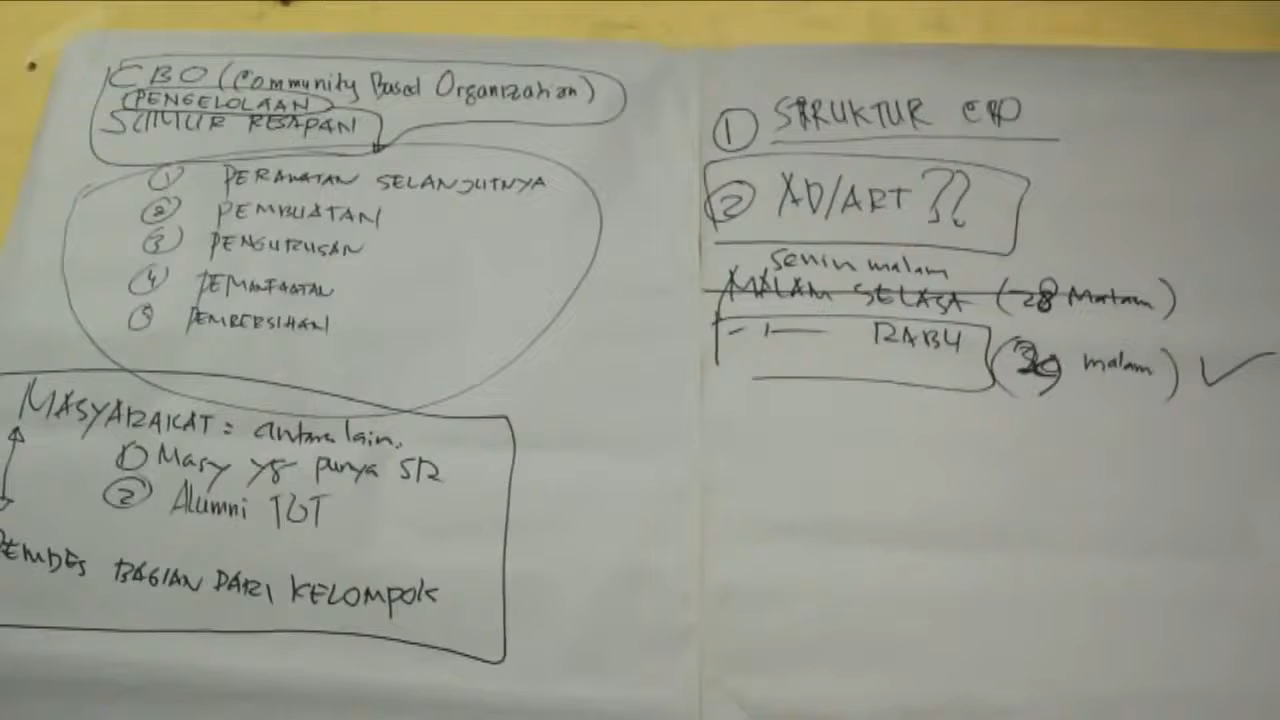 CBO (Community Based Organization)
PENGELOLAAN
SUMUR RESAPAN
① PERAWATAN SELANJUTNYA
② PEMBUATAN
③ PENGURUSAN
④ PEMANFAATAN
⑤ PEMBERSIHAN
MASYARAKAT = antara lain.
① Masy yg punya SR
② Alumni TOT
PEMDES BAGIAN DARI KELOMPOK
① STRUKTUR CBO
② AD/ART ??
Senin malam
MALAM SELASA (28 Malam)
RABU (29 malam) ✓